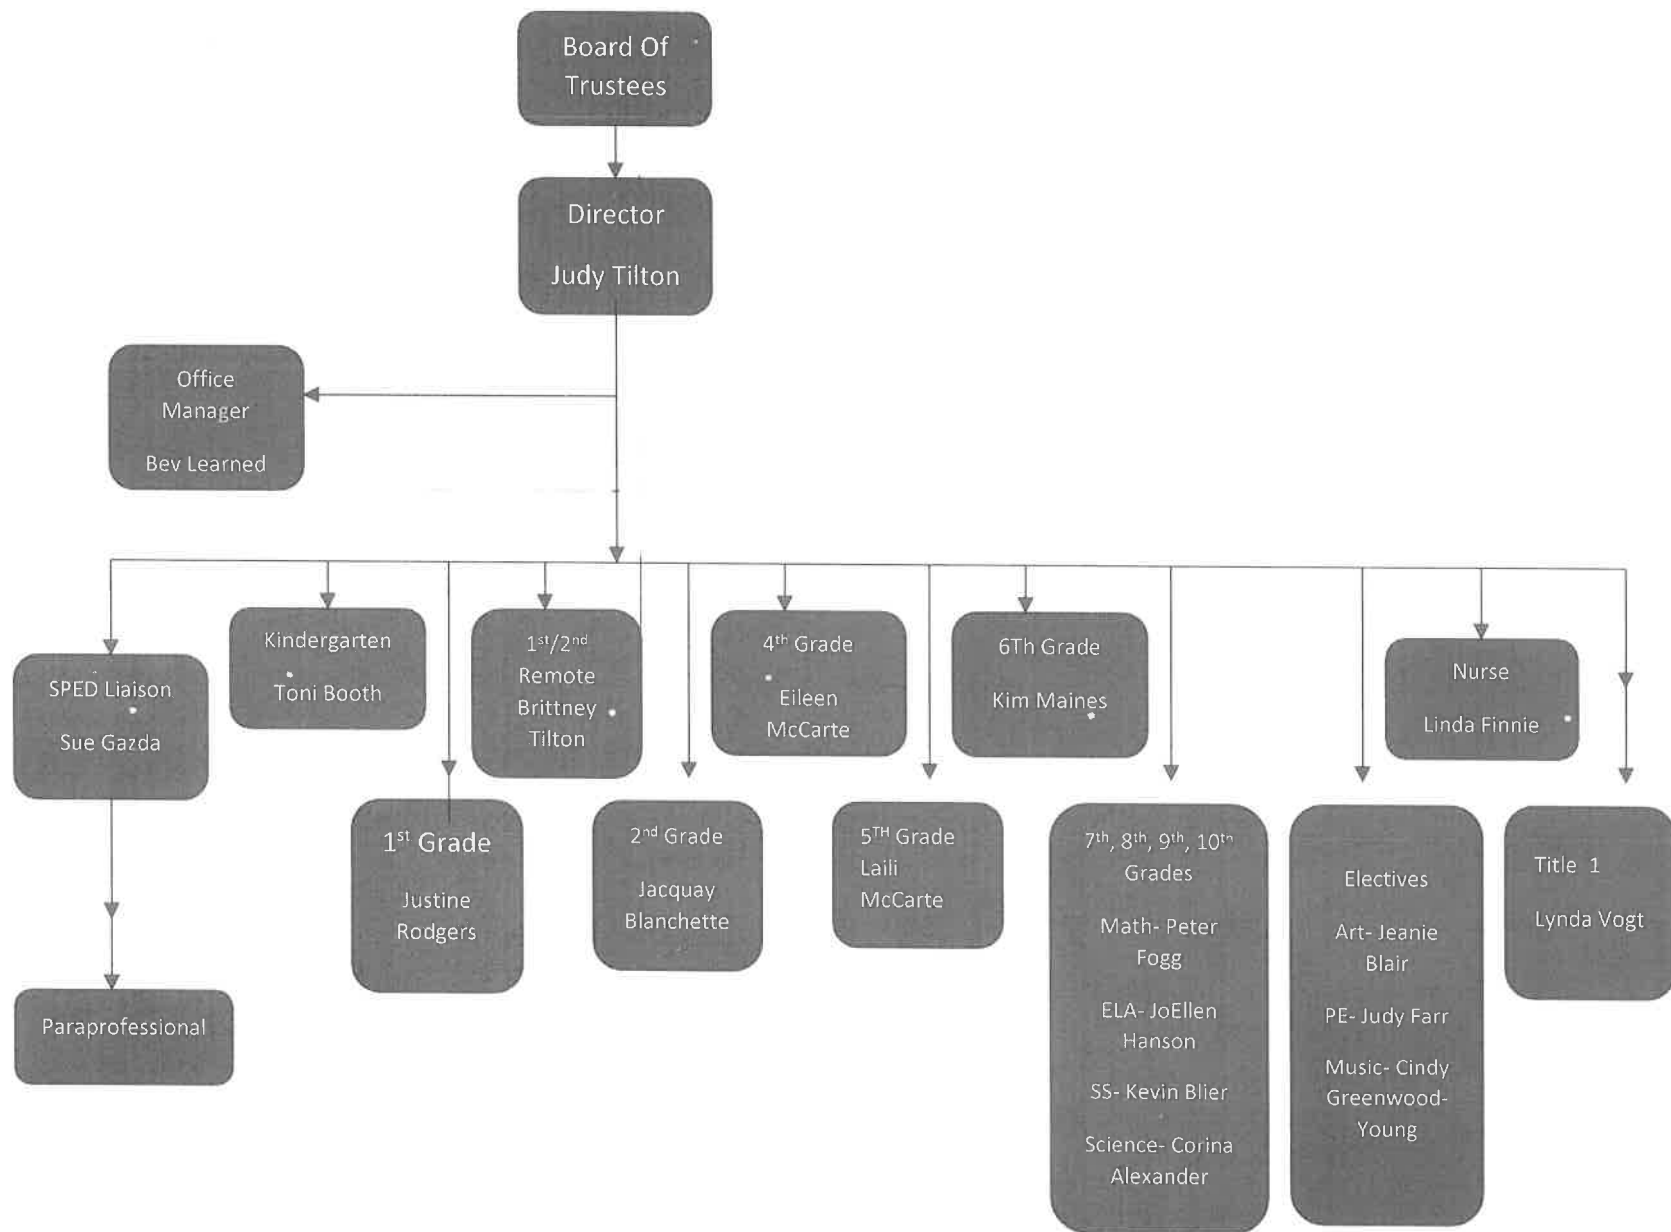 Board Of
Trustees
Director
Judy Tilton
Office
Manager
Bev Learned
SPED Liaison
Sue Gazda
Paraprofessional
Kindergarten
Toni Booth
1st Grade
Justine
Rodgers
1st/2nd
Remote
Brittney
Tilton
2nd Grade
Jacquay
Blanchette
4th Grade
Eileen
McCarte
5TH Grade
Laili
McCarte
6Th Grade
Kim Maines
7th, 8th, 9th, 10th
Grades
Math- Peter
Fogg
ELA- JoEllen
Hanson
SS- Kevin Blier
Science- Corina
Alexander
Electives
Art- Jeanie
Blair
PE- Judy Farr
Music- Cindy
Greenwood-
Young
Nurse
Linda Finnie
Title 1
Lynda Vogt